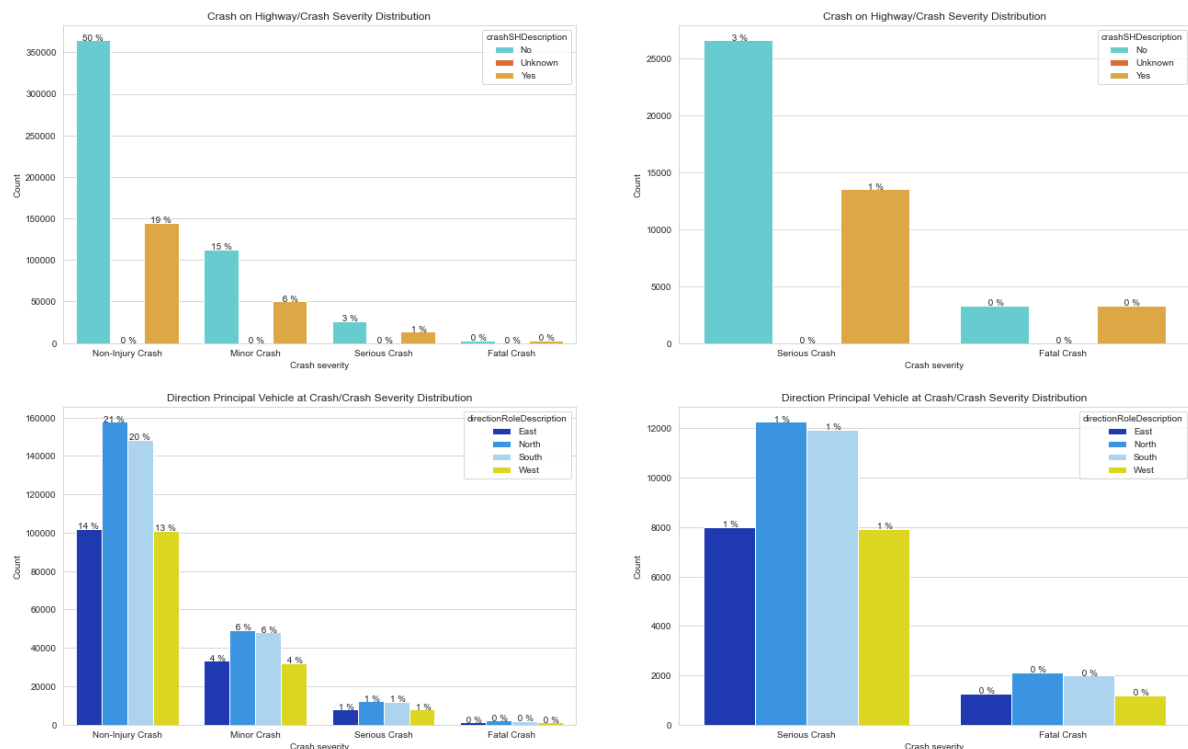 Crash on Highway/Crash Severity Distribution
crashSHDescription
No
Unknown
Yes
50 %
0 %
19 %
15 %
0 %
6 %
3 %
0 %
1 %
0 %
0 %
0 %
350000
300000
250000
200000
150000
100000
50000
0
Count
Non-Injury Crash
Minor Crash
Serious Crash
Fatal Crash
Crash severity
Crash on Highway/Crash Severity Distribution
crashSHDescription
No
Unknown
Yes
3 %
0 %
1 %
0 %
0 %
0 %
25000
20000
15000
10000
5000
0
Count
Serious Crash
Fatal Crash
Crash severity
Direction Principal Vehicle at Crash/Crash Severity Distribution
directionRoleDescription
East
North
South
West
14 %
21 %
20 %
13 %
4 %
6 %
6 %
4 %
1 %
1 %
1 %
1 %
0 %
0 %
0 %
0 %
160000
140000
120000
100000
80000
60000
40000
20000
0
Count
Non-Injury Crash
Minor Crash
Serious Crash
Fatal Crash
Crash severity
Direction Principal Vehicle at Crash/Crash Severity Distribution
directionRoleDescription
East
North
South
West
1 %
1 %
1 %
1 %
0 %
0 %
0 %
0 %
12000
10000
8000
6000
4000
2000
0
Count
Serious Crash
Fatal Crash
Crash severity